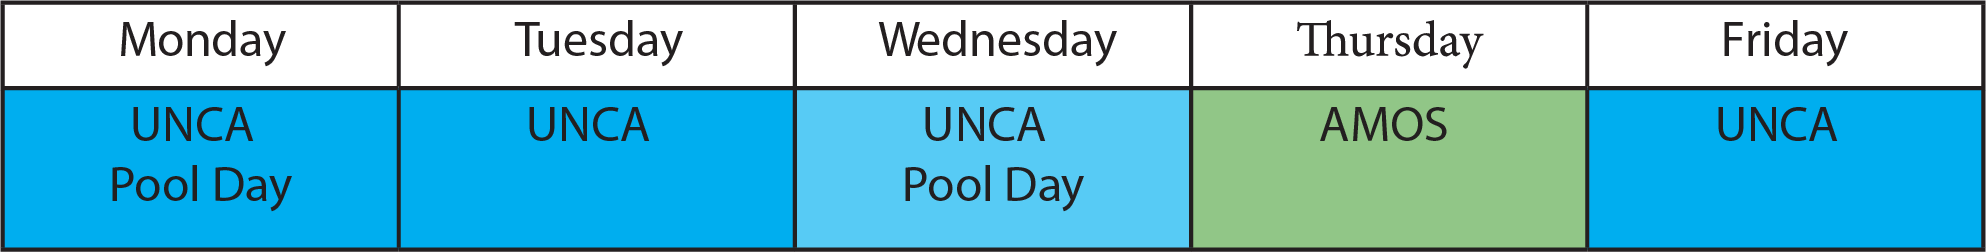 Monday Tuesday Wednesday Thursday Friday
UNCA UNCA UNCA AMOS UNCA
Pool Day Pool Day